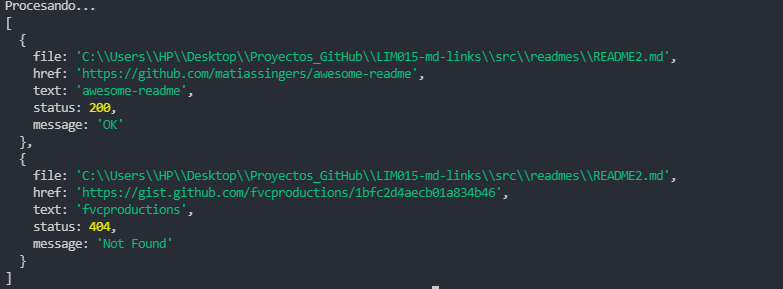 Procesando...
[
  {
    file: 'C:\\Users\\HP\\Desktop\\Proyectos_GitHub\\LIM015-md-links\\src\\readmes\\README2.md',
    href: 'https://github.com/matiassingers/awesome-readme',
    text: 'awesome-readme',
    status: 200,
    message: 'OK'
  },
  {
    file: 'C:\\Users\\HP\\Desktop\\Proyectos_GitHub\\LIM015-md-links\\src\\readmes\\README2.md',
    href: 'https://gist.github.com/fvcproductions/1bfc2d4aecb01a834b46',
    text: 'fvcproductions',
    status: 404,
    message: 'Not Found'
  }
]